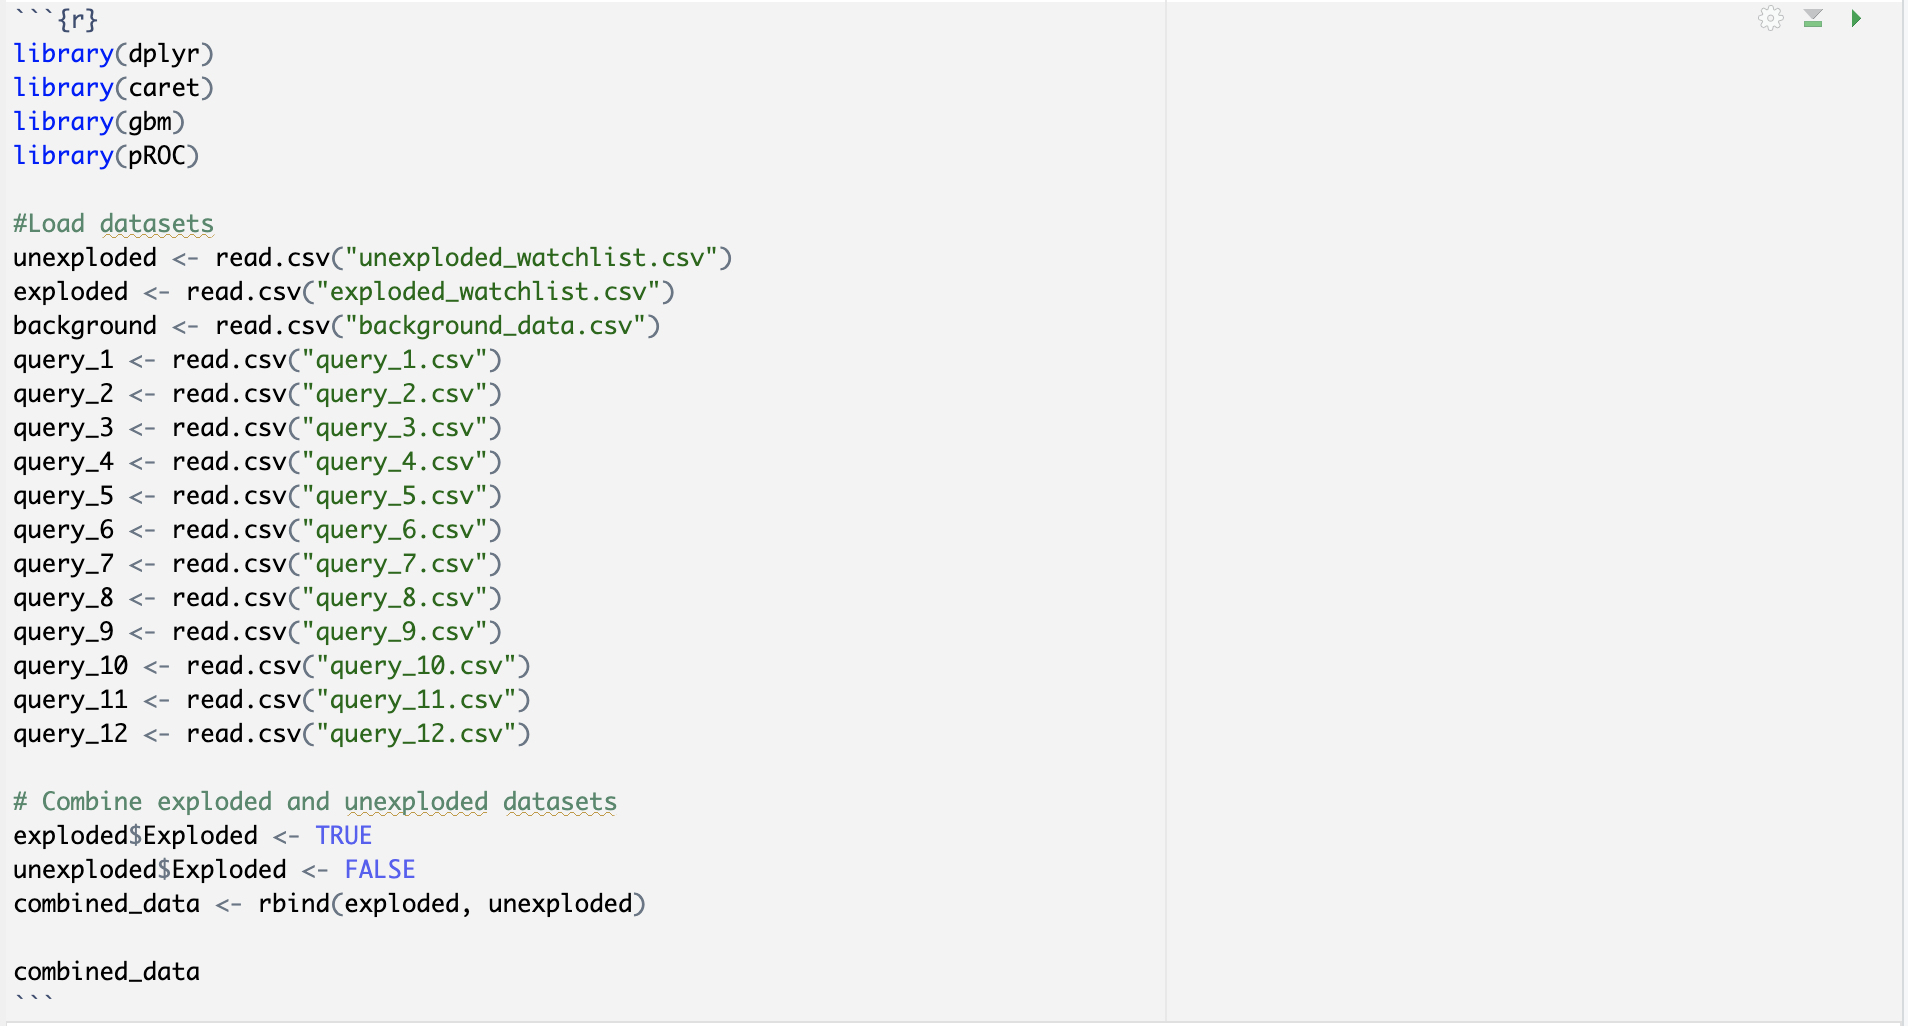 ```{r}
library(dplyr)
library(caret)
library(gbm)
library(pROC)

#Load datasets
unexploded <- read.csv("unexploded_watchlist.csv")
exploded <- read.csv("exploded_watchlist.csv")
background <- read.csv("background_data.csv")
query_1 <- read.csv("query_1.csv")
query_2 <- read.csv("query_2.csv")
query_3 <- read.csv("query_3.csv")
query_4 <- read.csv("query_4.csv")
query_5 <- read.csv("query_5.csv")
query_6 <- read.csv("query_6.csv")
query_7 <- read.csv("query_7.csv")
query_8 <- read.csv("query_8.csv")
query_9 <- read.csv("query_9.csv")
query_10 <- read.csv("query_10.csv")
query_11 <- read.csv("query_11.csv")
query_12 <- read.csv("query_12.csv")

# Combine exploded and unexploded datasets
exploded$Exploded <- TRUE
unexploded$Exploded <- FALSE
combined_data <- rbind(exploded, unexploded)

combined_data
```